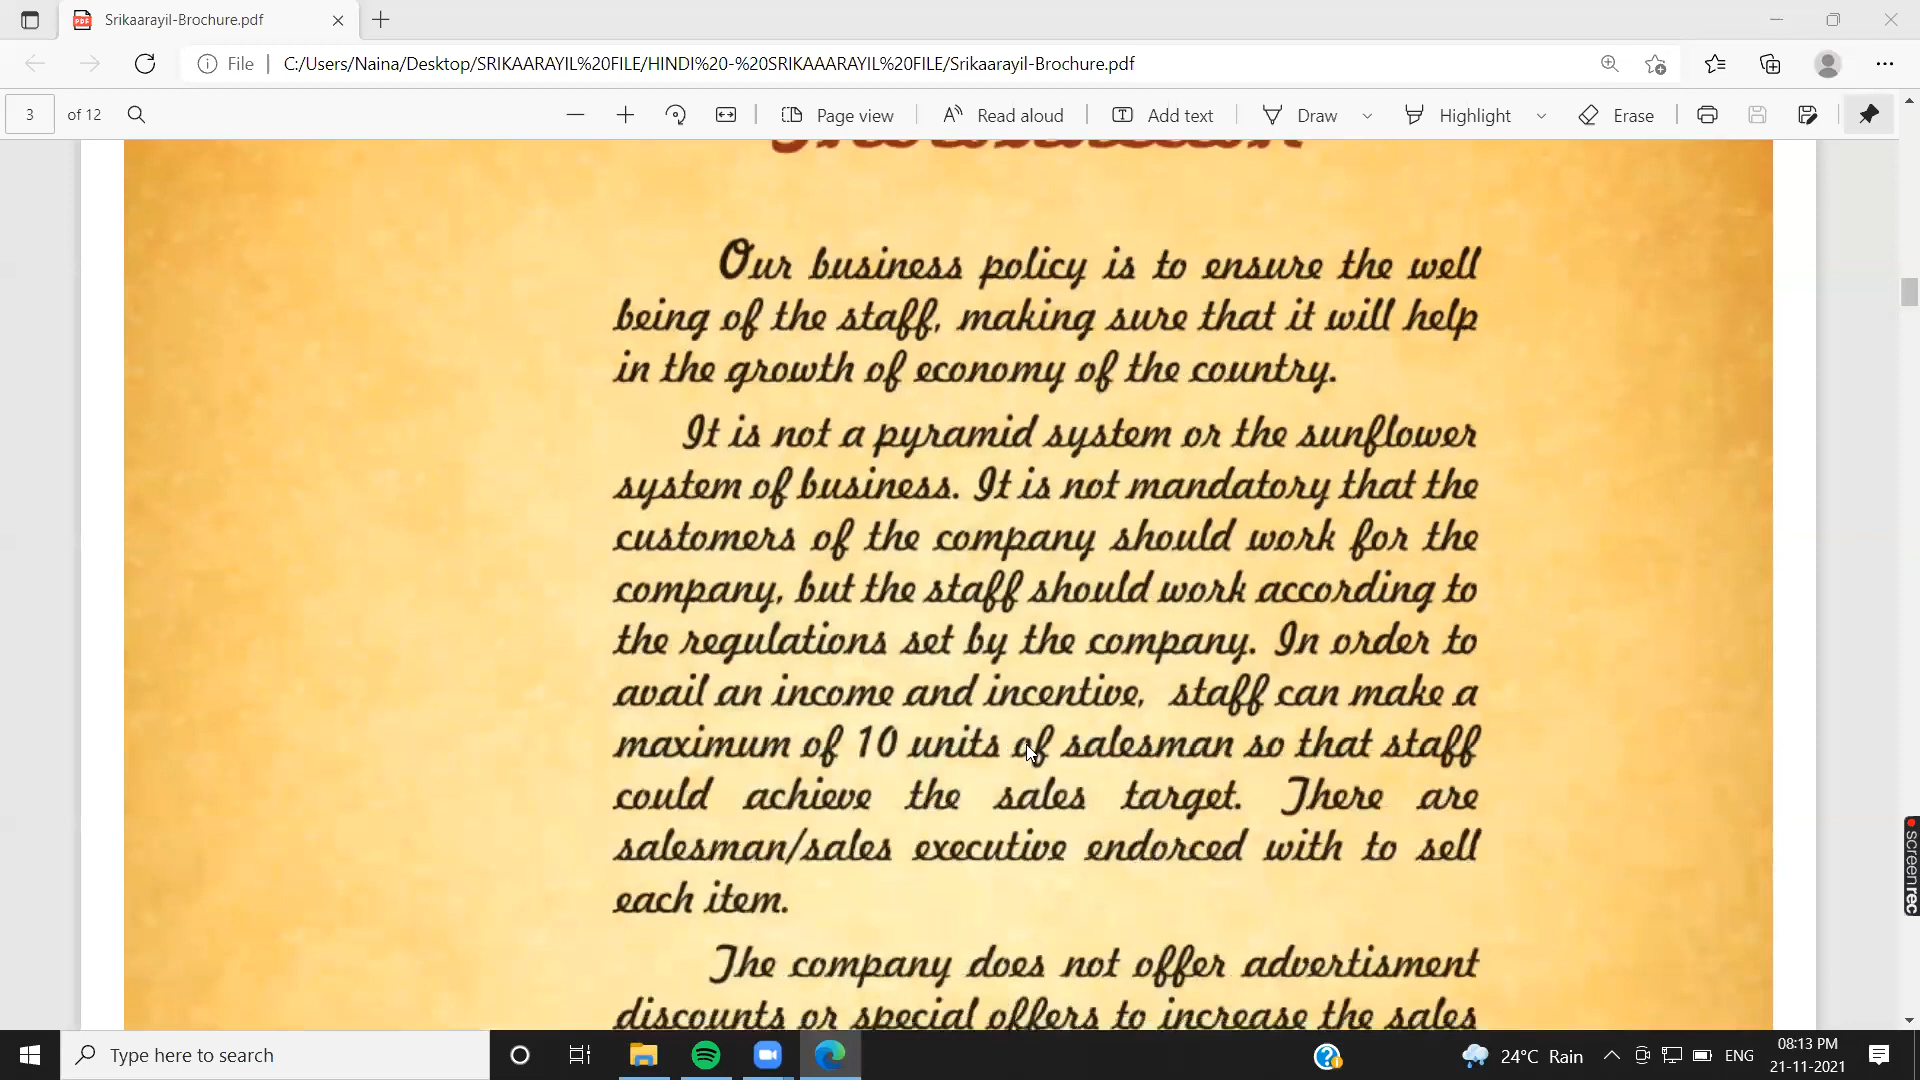 Srikaarayil-Brochure.pdf
File
C:/Users/Naina/Desktop/SRIKAARAYIL%20FILE/HINDI%20-%20SRIKAAARAYIL%20FILE/Srikaarayil-Brochure.pdf
3 of 12
Page view
Read aloud
Add text
Draw
Highlight
Erase
Our business policy is to ensure the well
being of the staff, making sure that it will help
in the growth of economy of the country.
It is not a pyramid system or the sunflower
system of business. It is not mandatory that the
customers of the company should work for the
company, but the staff should work according to
the regulations set by the company. In order to
avail an income and incentive, staff can make a
maximum of 10 units of salesman so that staff
could achieve the sales target. There are
salesman/sales executive endorced with to sell
each item.
The company does not offer advertisment
discounts or special offers to increase the sales
screenrec
Type here to search
24°C Rain
ENG
08:13 PM
21-11-2021